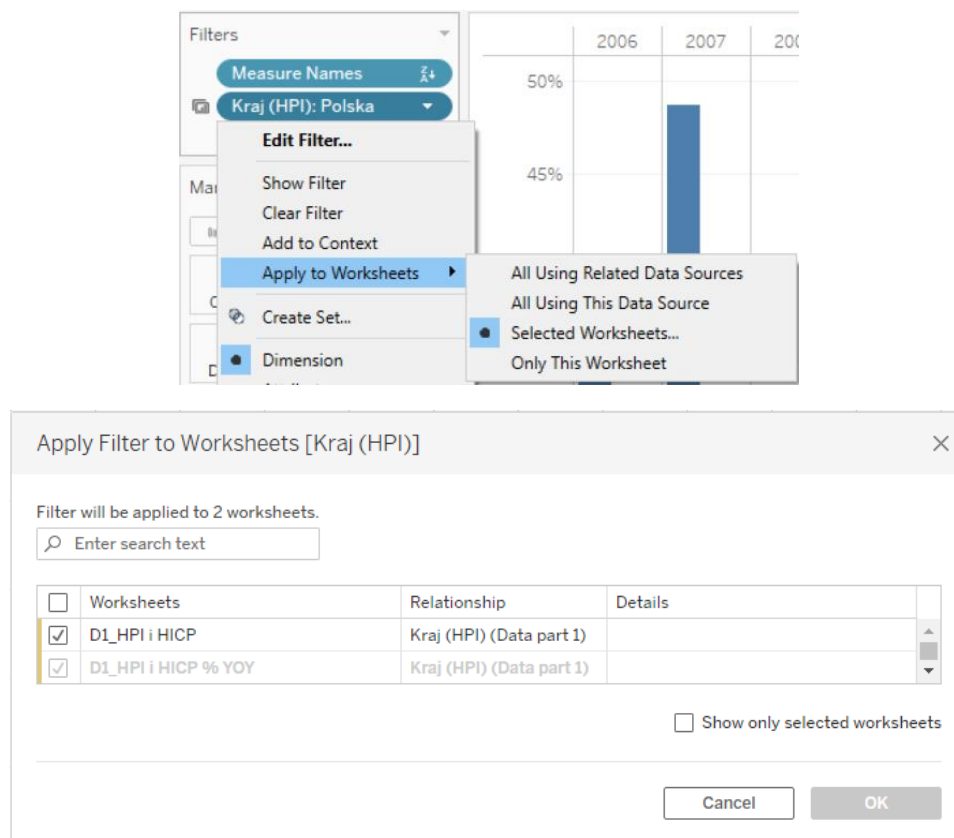 Filters
2006 2007 200
Measure Names
50%
Kraj (HPI): Polska
Edit Filter...
45%
Mar
Show Filter
Clear Filter
Add to Context
Apply to Worksheets
All Using Related Data Sources
All Using This Data Source
Create Set...
Selected Worksheets...
Dimension
Only This Worksheet
Apply Filter to Worksheets [Kraj (HPI)]
Filter will be applied to 2 worksheets.
Enter search text
Worksheets Relationship Details
D1_HPI i HICP Kraj (HPI) (Data part 1)
D1_HPI i HICP % YOY Kraj (HPI) (Data part 1)
Show only selected worksheets
Cancel OK